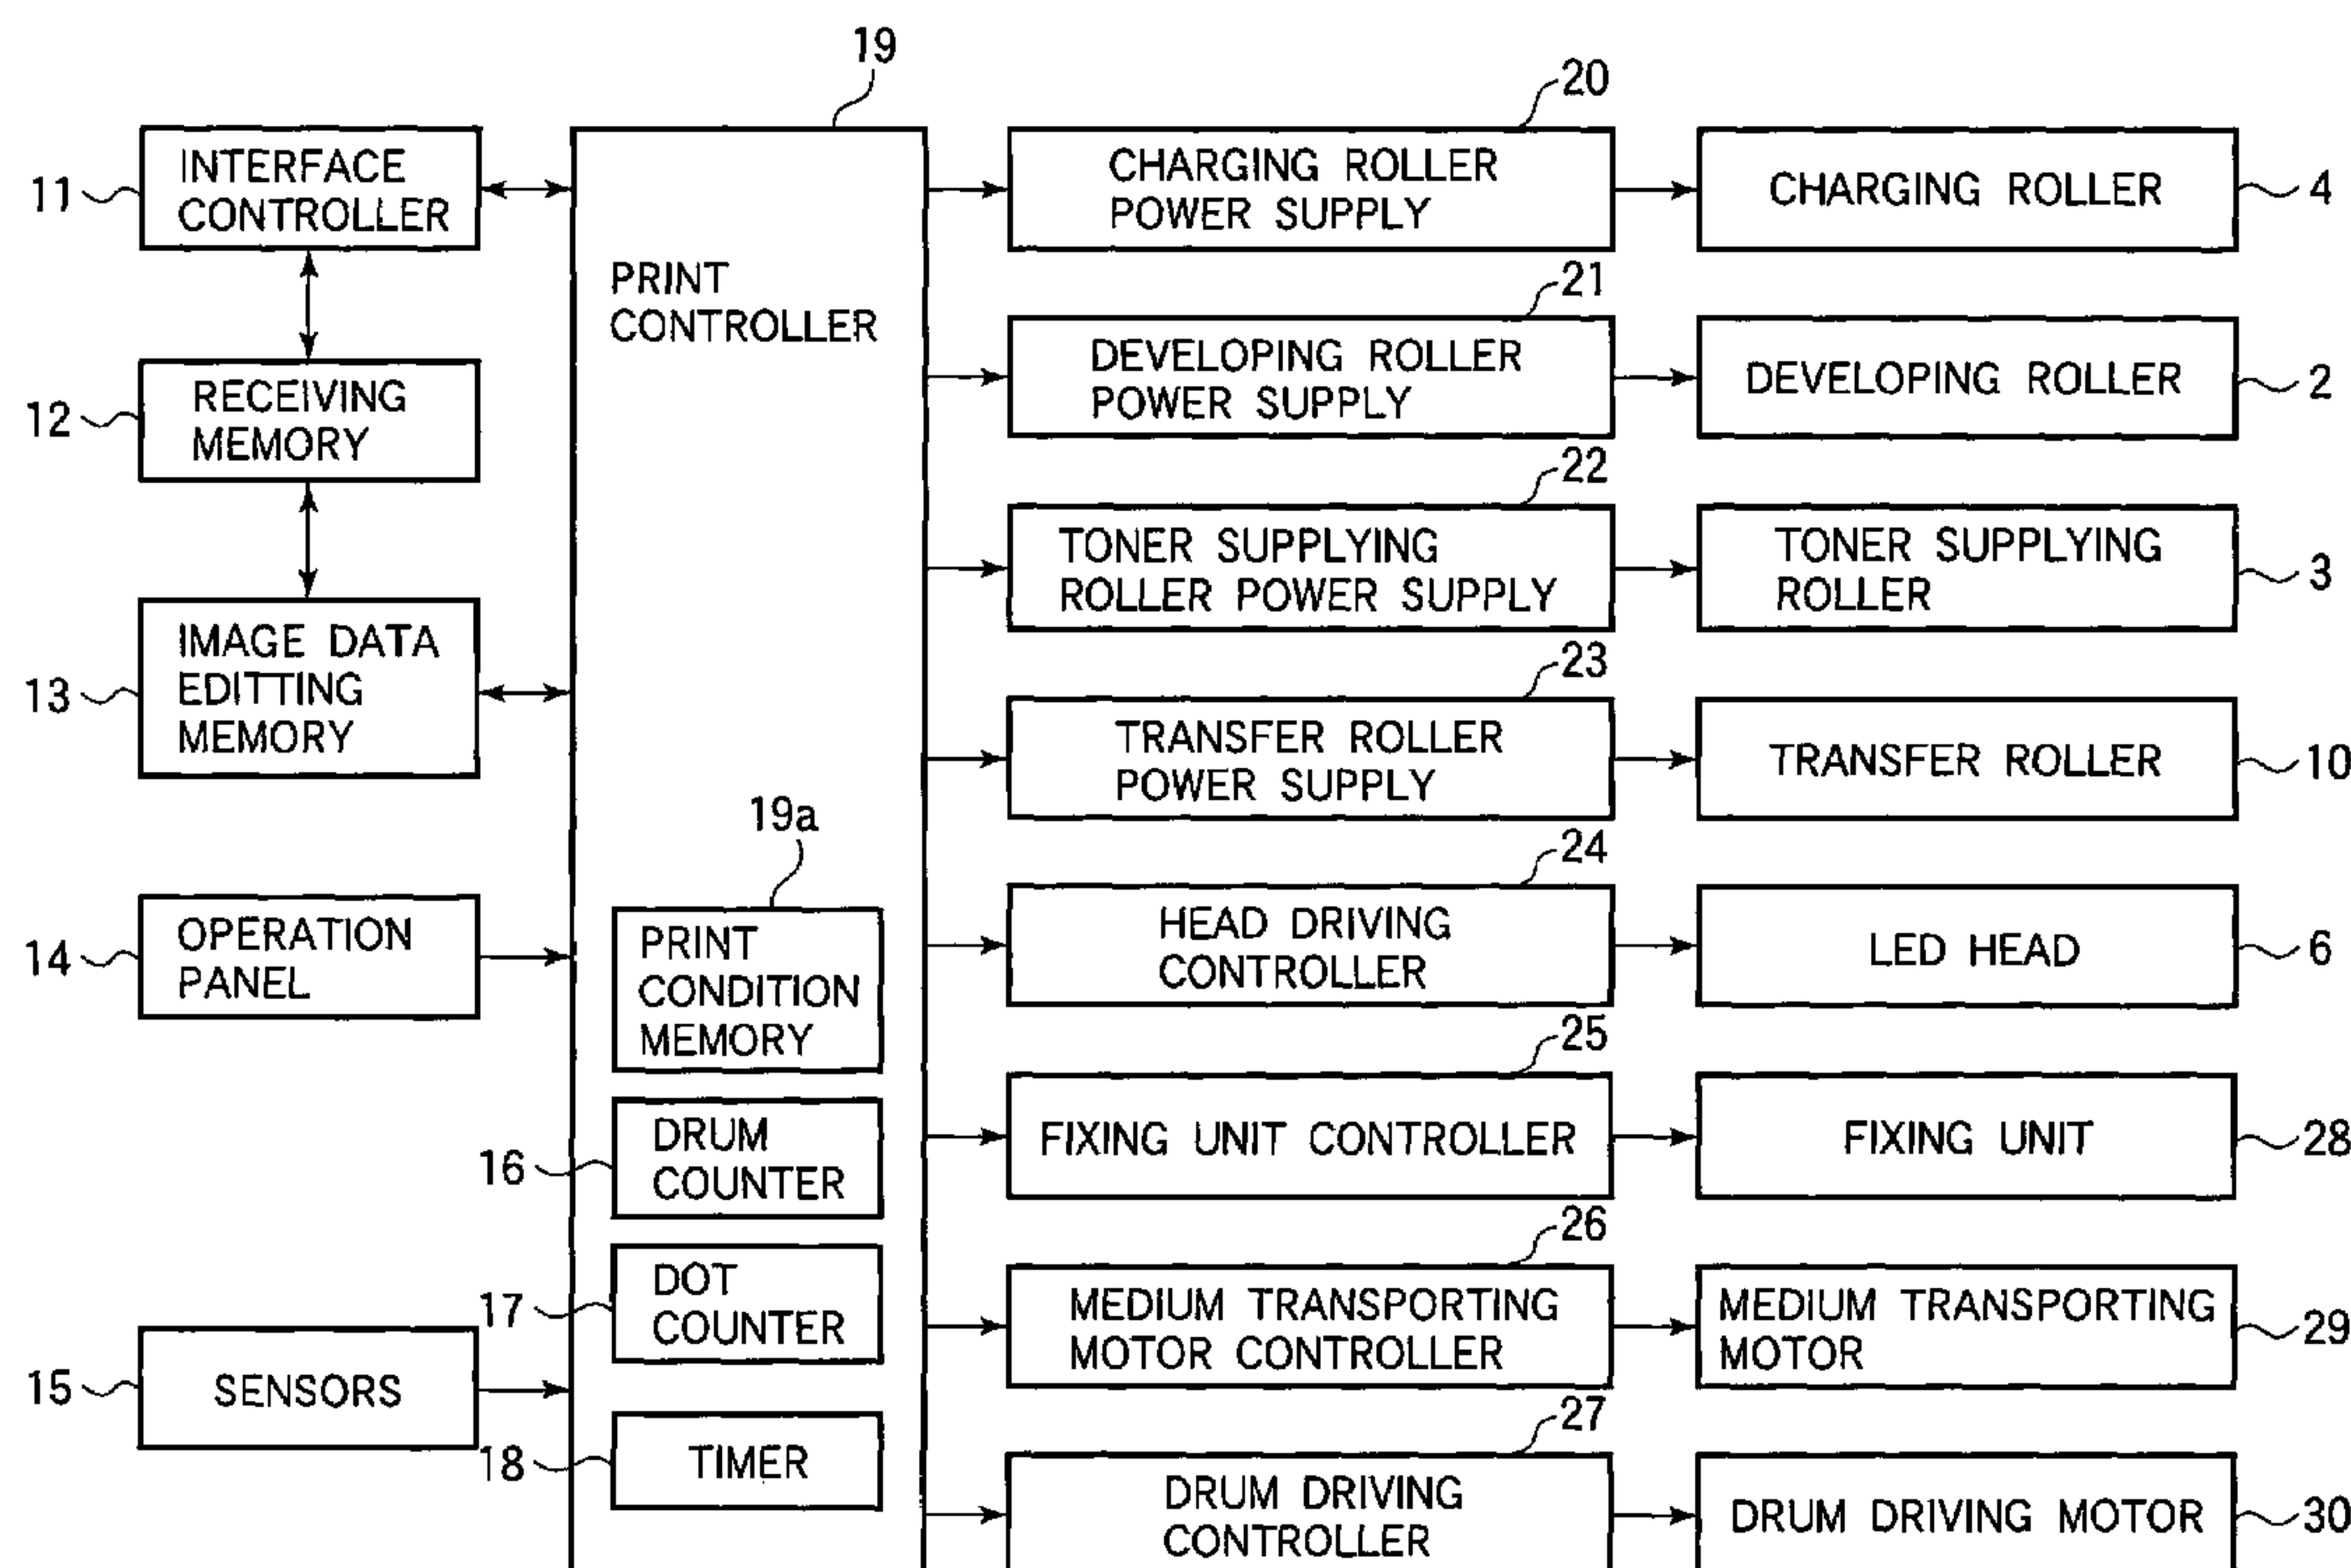 19
20
INTERFACE
CONTROLLER
11
CHARGING ROLLER
POWER SUPPLY
CHARGING ROLLER
4
PRINT
CONTROLLER
21
DEVELOPING ROLLER
POWER SUPPLY
DEVELOPING ROLLER
2
RECEIVING
MEMORY
12
22
TONER SUPPLYING
ROLLER POWER SUPPLY
TONER SUPPLYING
ROLLER
3
IMAGE DATA
EDITTING
MEMORY
13
23
TRANSFER ROLLER
POWER SUPPLY
TRANSFER ROLLER
10
19a
24
OPERATION
PANEL
14
PRINT
CONDITION
MEMORY
HEAD DRIVING
CONTROLLER
LED HEAD
6
25
16
DRUM
COUNTER
FIXING UNIT CONTROLLER
FIXING UNIT
28
26
17
DOT
COUNTER
MEDIUM TRANSPORTING
MOTOR CONTROLLER
MEDIUM TRANSPORTING
MOTOR
29
15
SENSORS
27
18
TIMER
DRUM DRIVING
CONTROLLER
DRUM DRIVING MOTOR
30